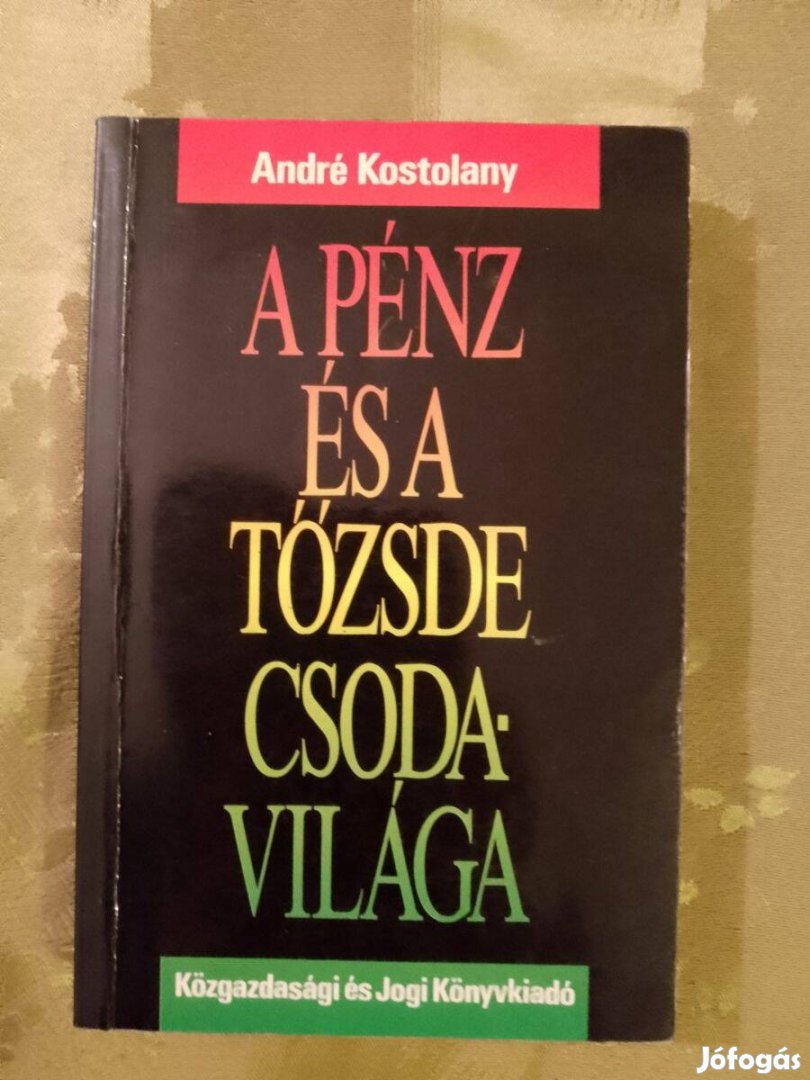 André Kostolany
A PÉNZ
ÉS A
TŐZSDE
CSODA-
VILÁGA
Közgazdasági és Jogi Könyvkiadó
Jófogás